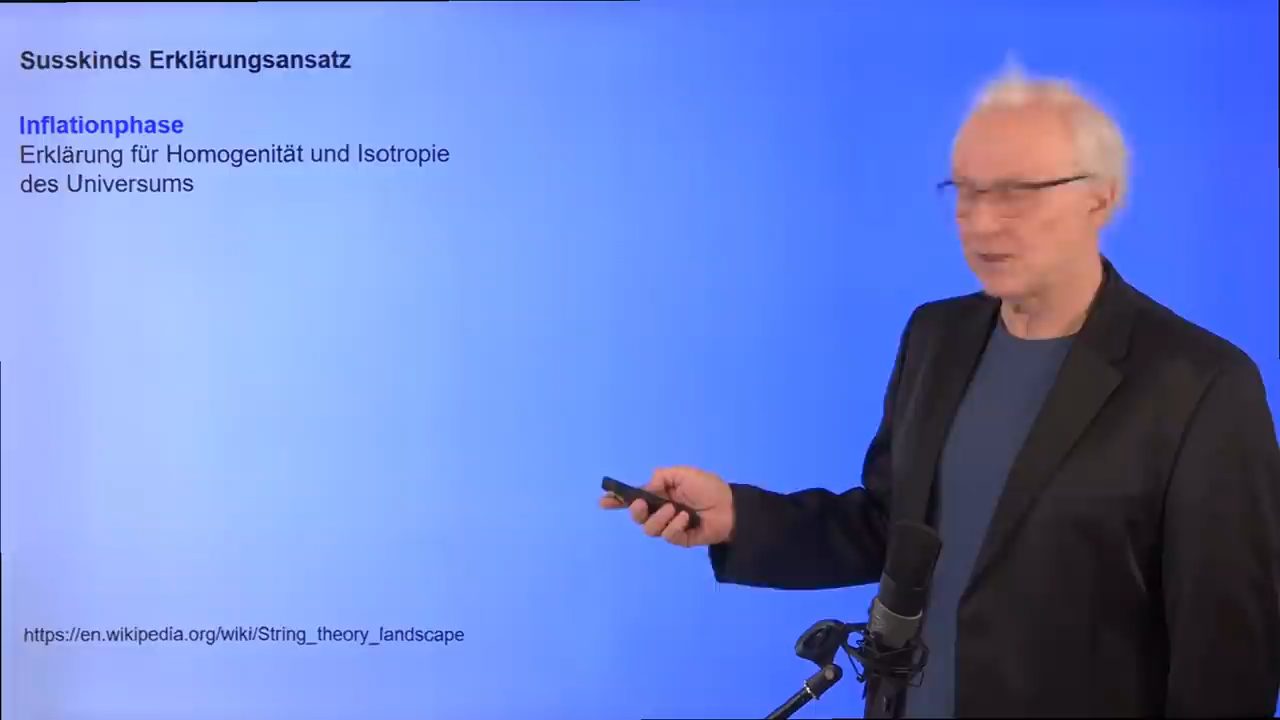 Susskinds Erklärungsansatz
Inflationphase
Erklärung für Homogenität und Isotropie
des Universums
https://en.wikipedia.org/wiki/String_theory_landscape